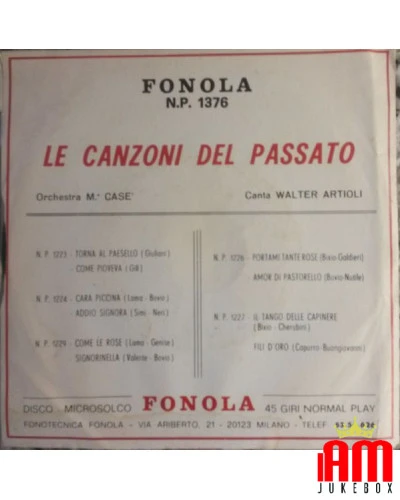 FONOLA
N.P. 1376
LE CANZONI DEL PASSATO
Orchestra M.° CASE'
Canta WALTER ARTIOLI
N. P. 1223 - TORNA AL PAESELLO (Giuliani)
- COME PIOVEVA (Gill)
N. P. 1224 - CARA PICCINA (Lama - Bovio)
ADDIO SIGNORA (Simi - Neri)
N. P. 1229 - COME LE ROSE (Lama - Genise)
SIGNORINELLA (Valente - Bovio)
N. P. 1226 - PORTAMI TANTE ROSE (Bixio-Galdieri)
- AMOR DI PASTORELLO (Bovio-Nutile)
N. P. 1227 - IL TANGO DELLE CAPINERE
(Bixio - Cherubini)
FILI D'ORO (Caporto Buongiovanni)
DISCO - MICROSOLCO FONOLA 45 GIRI NORMAL PLAY
FONOTECNICA FONOLA - VIA ARIBERTO, 21 - 20123 MILANO - TELEF.
IAM
JUKEBOX